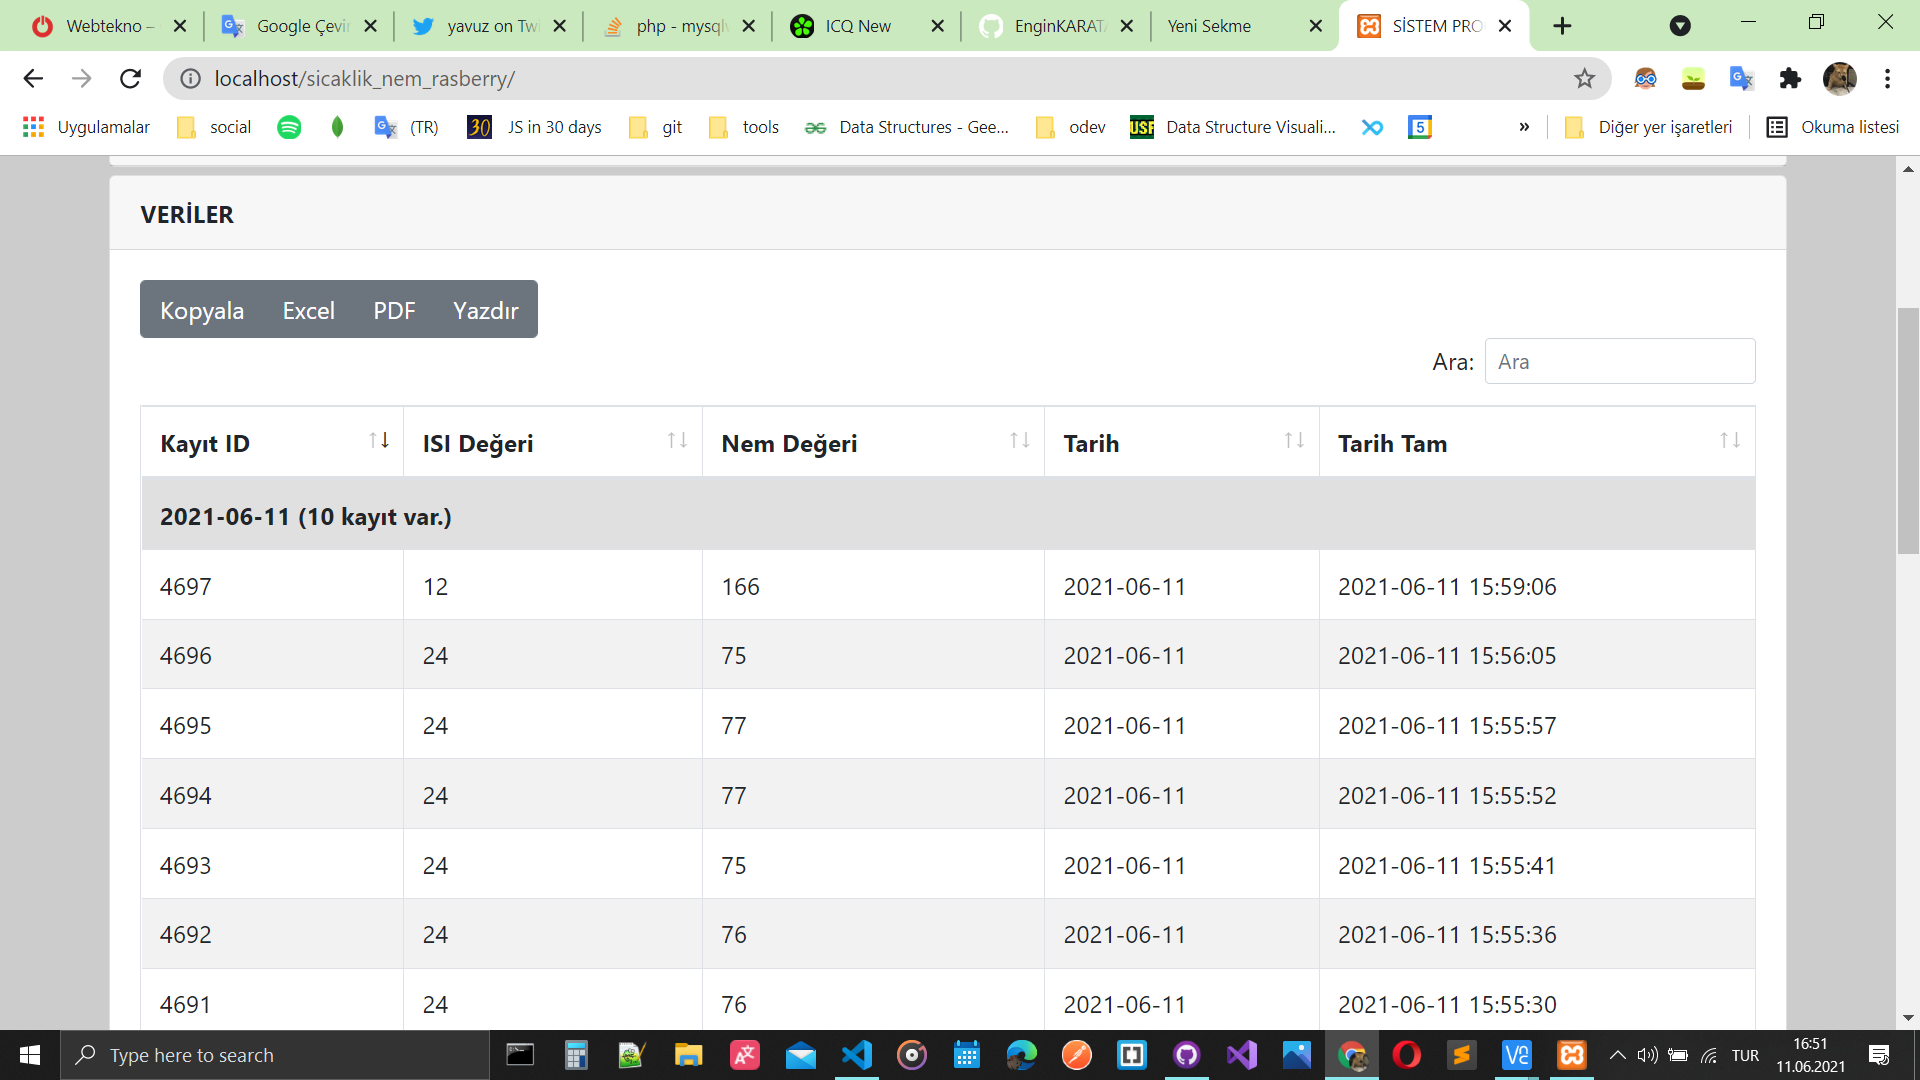 Webtekno –
Google Çevir
yavuz on Twi
php - mysqlv
ICQ New
EnginKARATA
Yeni Sekme
SİSTEM PRO
localhost/sicaklik_nem_rasberry/
Uygulamalar
social
(TR)
30
JS in 30 days
git
tools
Data Structures - Gee...
odev
USF
Data Structure Visuali...
5
»
Diğer yer işaretleri
Okuma listesi
VERİLER
Kopyala Excel PDF Yazdır
Ara: Ara
Kayıt ID ISI Değeri Nem Değeri Tarih Tarih Tam
2021-06-11 (10 kayıt var.)
4697 12 166 2021-06-11 2021-06-11 15:59:06
4696 24 75 2021-06-11 2021-06-11 15:56:05
4695 24 77 2021-06-11 2021-06-11 15:55:57
4694 24 77 2021-06-11 2021-06-11 15:55:52
4693 24 75 2021-06-11 2021-06-11 15:55:41
4692 24 76 2021-06-11 2021-06-11 15:55:36
4691 24 76 2021-06-11 2021-06-11 15:55:30
Type here to search
TUR
16:51
11.06.2021